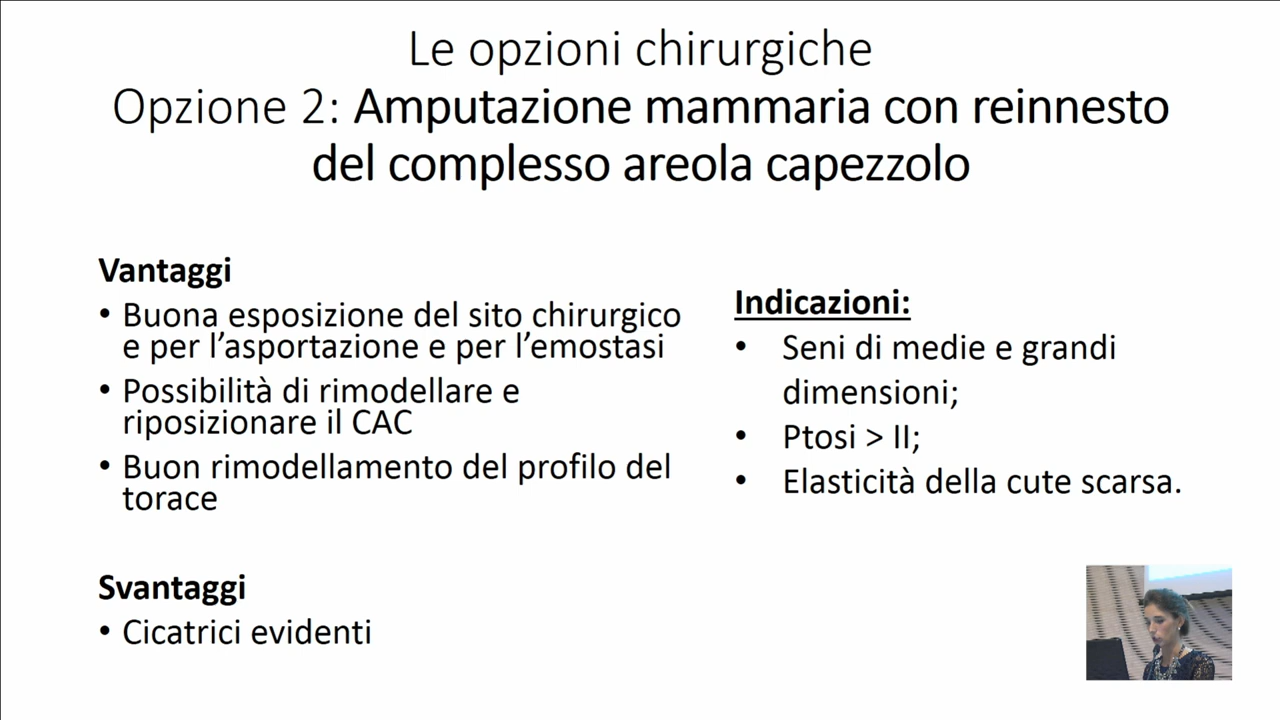 Le opzioni chirurgiche
Opzione 2: Amputazione mammaria con reinnesto
del complesso areola capezzolo
Vantaggi
• Buona esposizione del sito chirurgico
e per l’asportazione e per l’emostasi
• Possibilità di rimodellare e
riposizionare il CAC
• Buon rimodellamento del profilo del
torace
Svantaggi
• Cicatrici evidenti
Indicazioni:
• Seni di medie e grandi
dimensioni;
• Ptosi > II;
• Elasticità della cute scarsa.